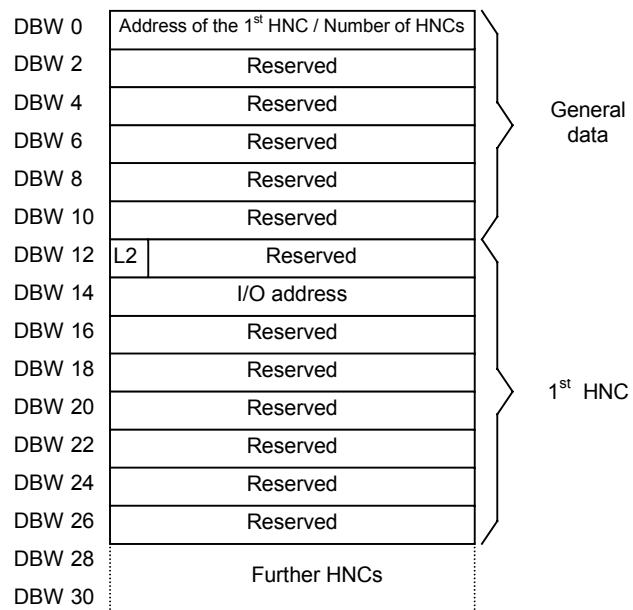 DBW 0 Address of the 1st HNC / Number of HNCs
DBW 2 Reserved
DBW 4 Reserved
General
DBW 6 Reserved
data
DBW 8 Reserved
DBW 10 Reserved
DBW 12 L2 Reserved
DBW 14 I/O address
DBW 16 Reserved
DBW 18 Reserved
DBW 20 Reserved
1st HNC
DBW 22 Reserved
DBW 24 Reserved
DBW 26 Reserved
DBW 28
Further HNCs
DBW 30